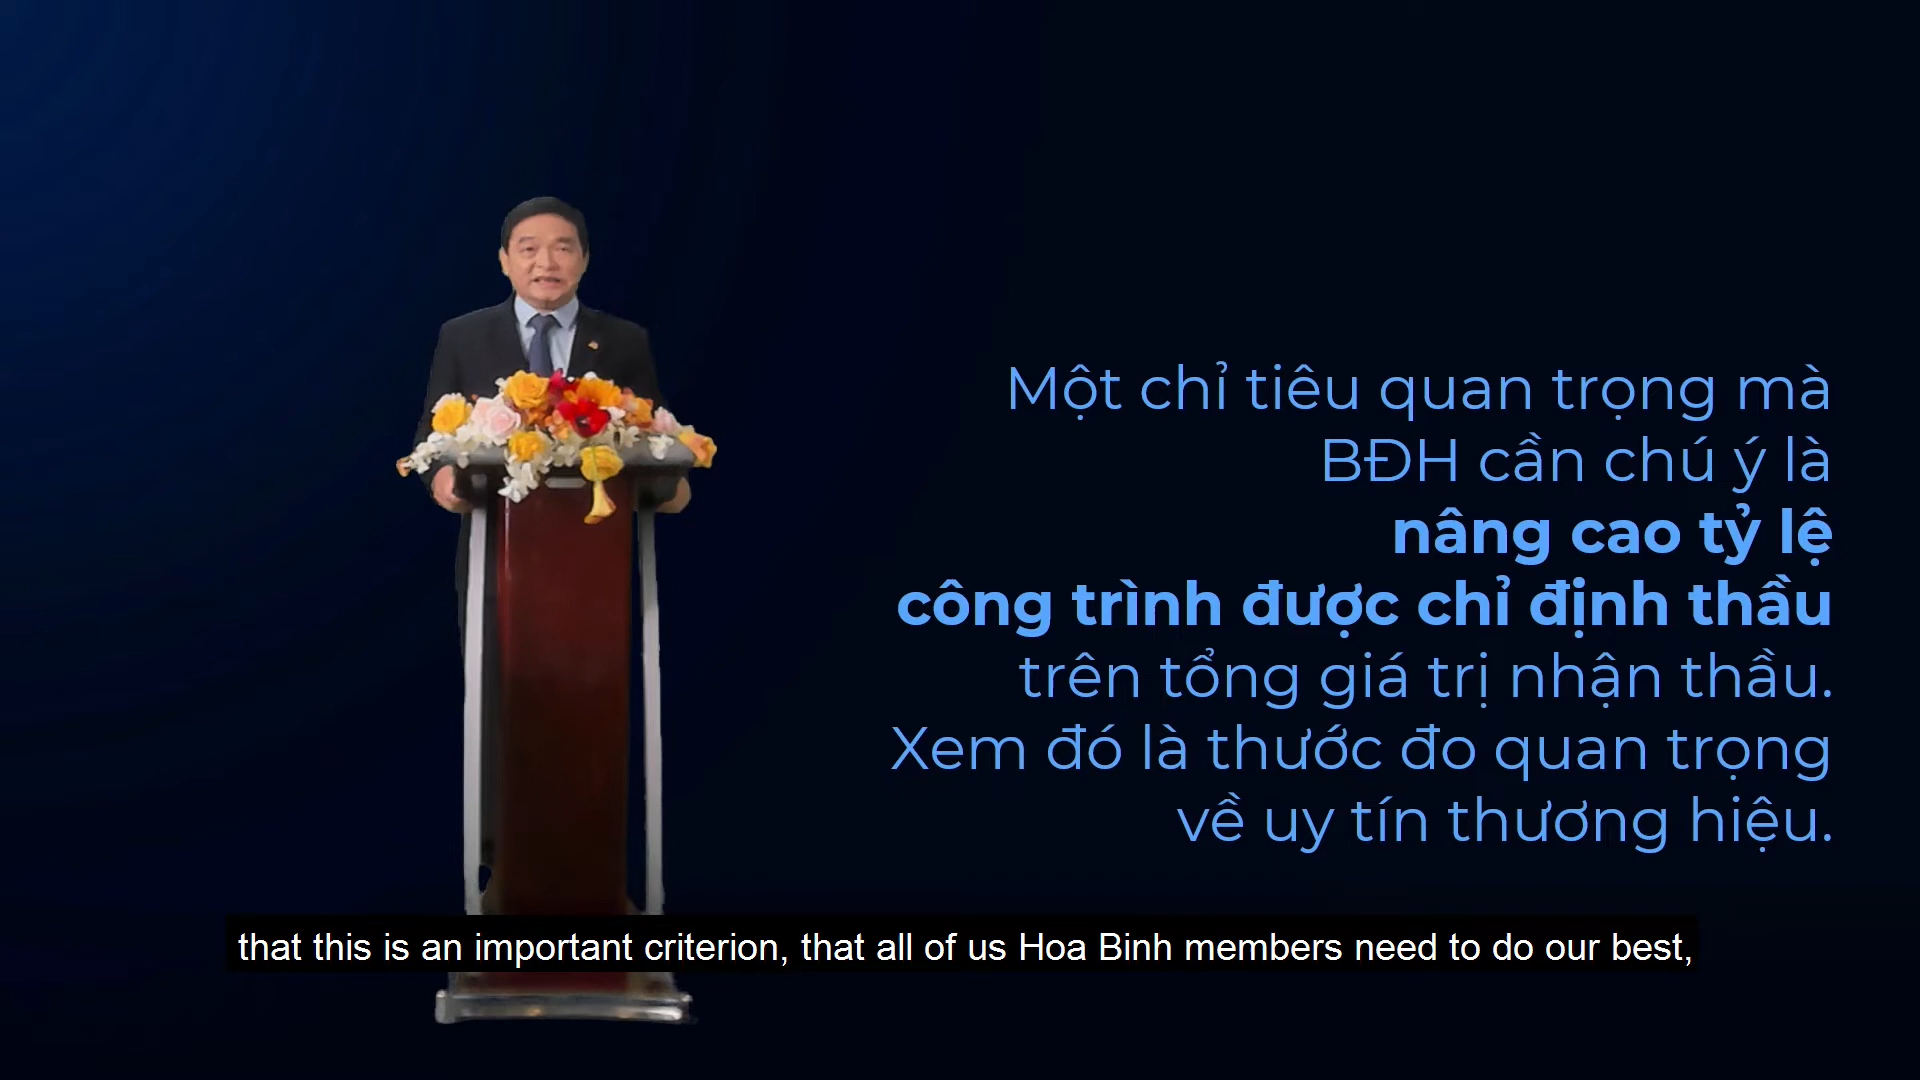 Một chỉ tiêu quan trọng mà
BĐH cần chú ý là
nâng cao tỷ lệ
công trình được chỉ định thầu
trên tổng giá trị nhận thầu.
Xem đó là thước đo quan trọng
về uy tín thương hiệu.
that this is an important criterion, that all of us Hoa Binh members need to do our best,